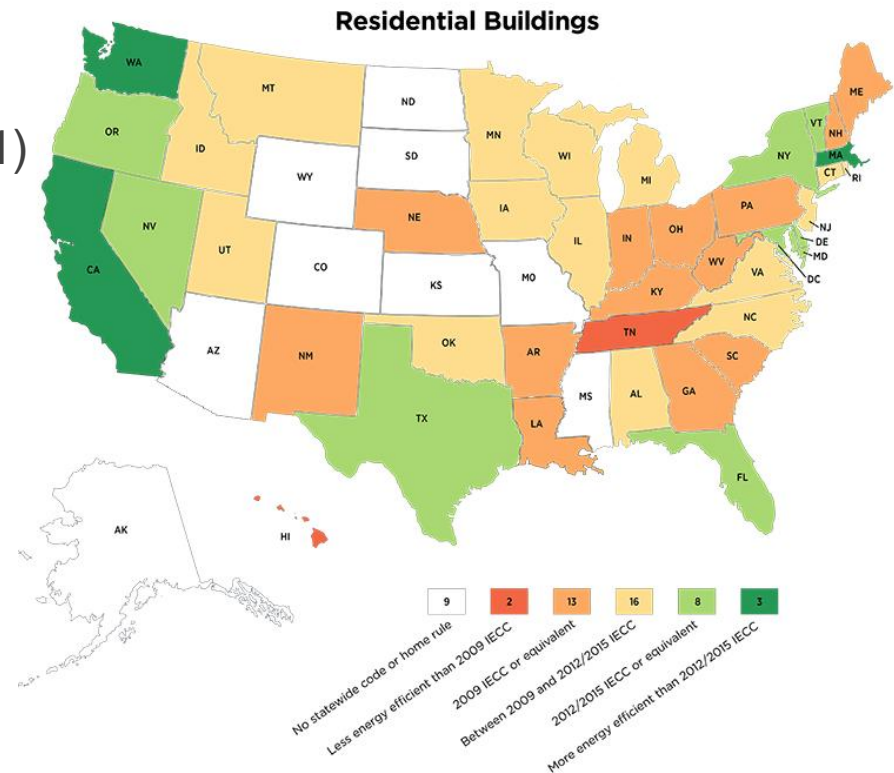 Residential Buildings
WA
MT
ND
ME
VT
NH
OR
MN
ID
SD
WI
NY
MA
CT
RI
WY
MI
IA
PA
NE
NJ
NV
OH
DE
IN
IL
MD
UT
WV
CO
VA
DC
CA
KS
MO
KY
NC
TN
OK
AZ
NM
AR
SC
MS
AL
GA
TX
LA
FL
AK
HI
9
2
13
16
8
3
No statewide code or home rule
Less energy efficient than 2009 IECC
2009 IECC or equivalent
Between 2009 and 2012/2015 IECC
2012/2015 IECC or equivalent
More energy efficient than 2012/2015 IECC